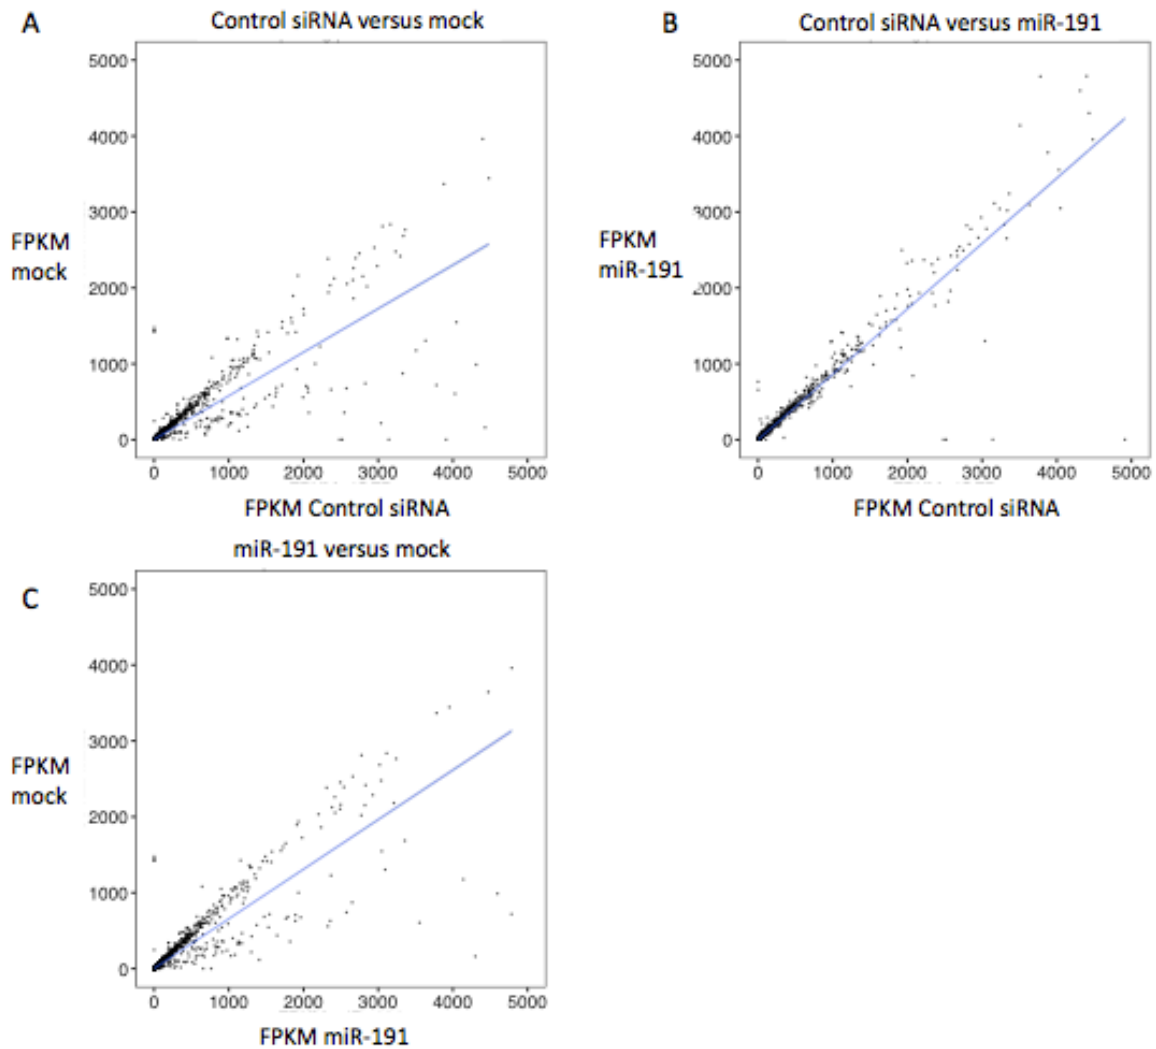 A
Control siRNA versus mock
5000
4000
3000
2000
1000
0
FPKM
mock
0 1000 2000 3000 4000 5000
FPKM Control siRNA
B
Control siRNA versus miR-191
5000
4000
3000
2000
1000
0
FPKM
miR-191
0 1000 2000 3000 4000 5000
FPKM Control siRNA
C
miR-191 versus mock
5000
4000
3000
2000
1000
0
FPKM
mock
0 1000 2000 3000 4000 5000
FPKM miR-191